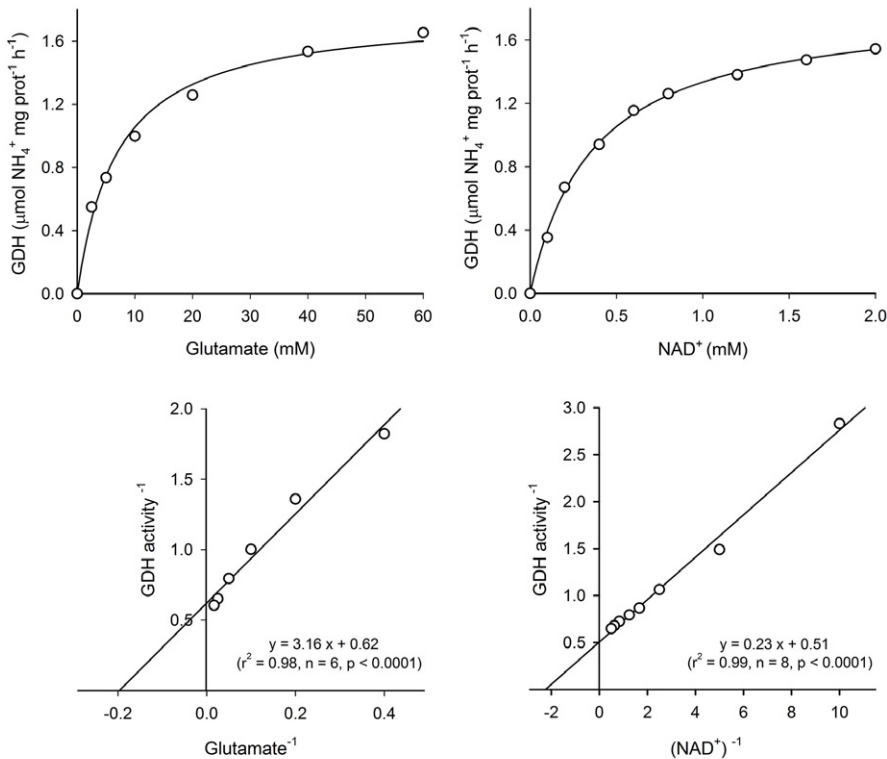 GDH (μmol NH₄⁺ mg prot⁻¹ h⁻¹)
1.6
1.2
0.8
0.4
0.0
0 10 20 30 40 50 60
Glutamate (mM)
GDH (μmol NH₄⁺ mg prot⁻¹ h⁻¹)
1.6
1.2
0.8
0.4
0.0
0.0 0.5 1.0 1.5 2.0
NAD⁺ (mM)
GDH activity ⁻¹
2.0
1.5
1.0
0.5
y = 3.16 x + 0.62
(r² = 0.98, n = 6, p < 0.0001)
-0.2 0.0 0.2 0.4
Glutamate⁻¹
GDH activity ⁻¹
3.0
2.5
2.0
1.5
1.0
0.5
y = 0.23 x + 0.51
(r² = 0.99, n = 8, p < 0.0001)
-2 0 2 4 6 8 10
(NAD⁺) ⁻¹